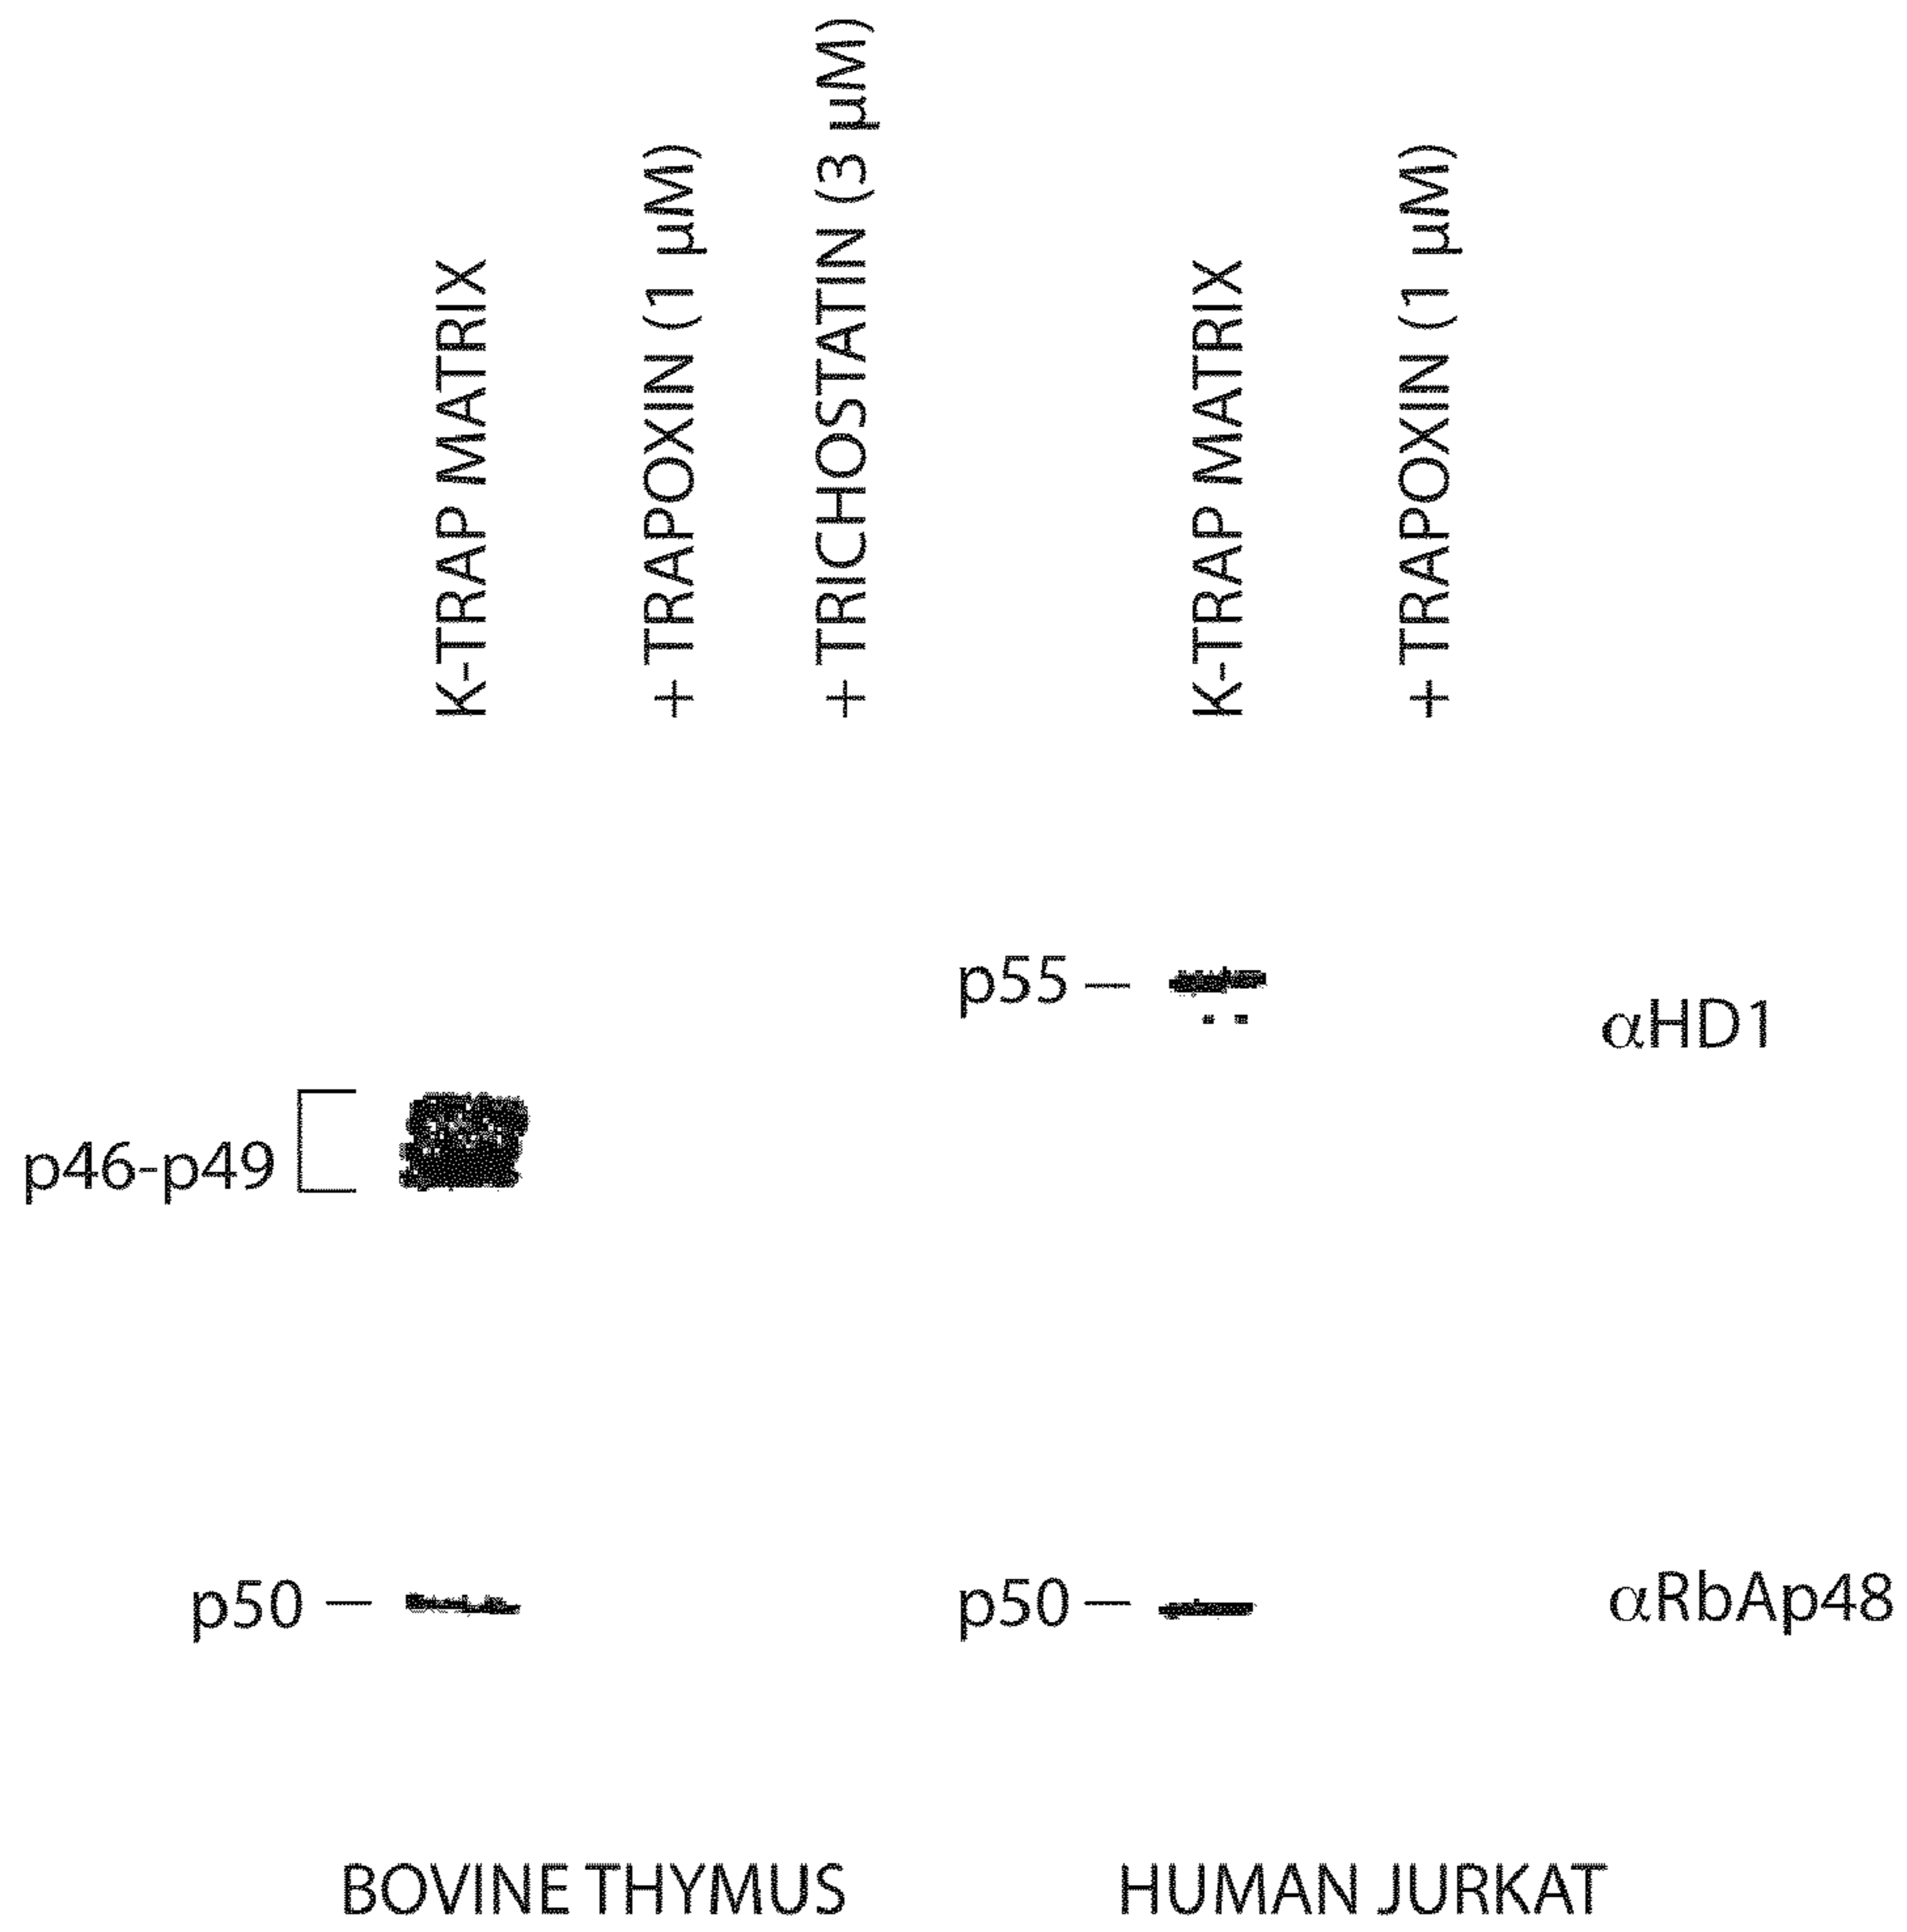 K-TRAP MATRIX
+ TRAPOXIN (1 µM)
+ TRICHOSTATIN (3 µM)
K-TRAP MATRIX
+ TRAPOXIN (1 µM)
p55
αHD1
p46-p49
p50
p50
αRbAp48
BOVINE THYMUS
HUMAN JURKAT